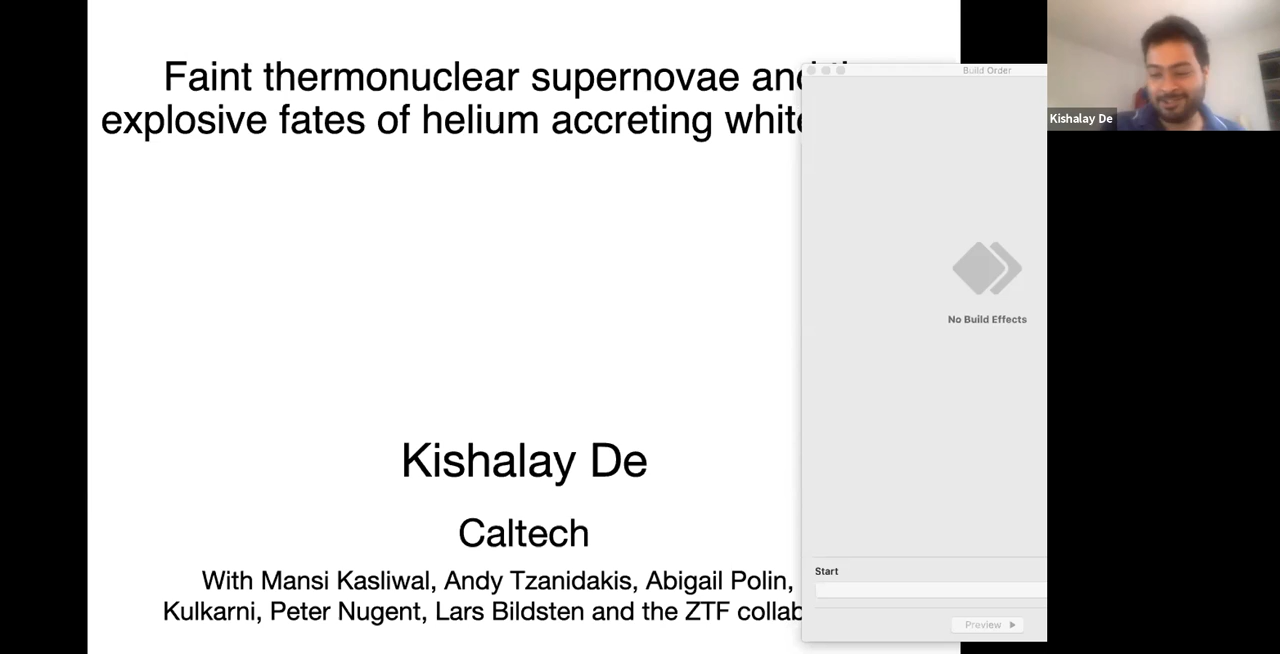 Faint thermonuclear supernovae and
explosive fates of helium accreting white
Kishalay De
Caltech
With Mansi Kasliwal, Andy Tzanidakis, Abigail Polin,
Kulkarni, Peter Nugent, Lars Bildsten and the ZTF collab
Build Order
No Build Effects
Start
Preview
Kishalay De